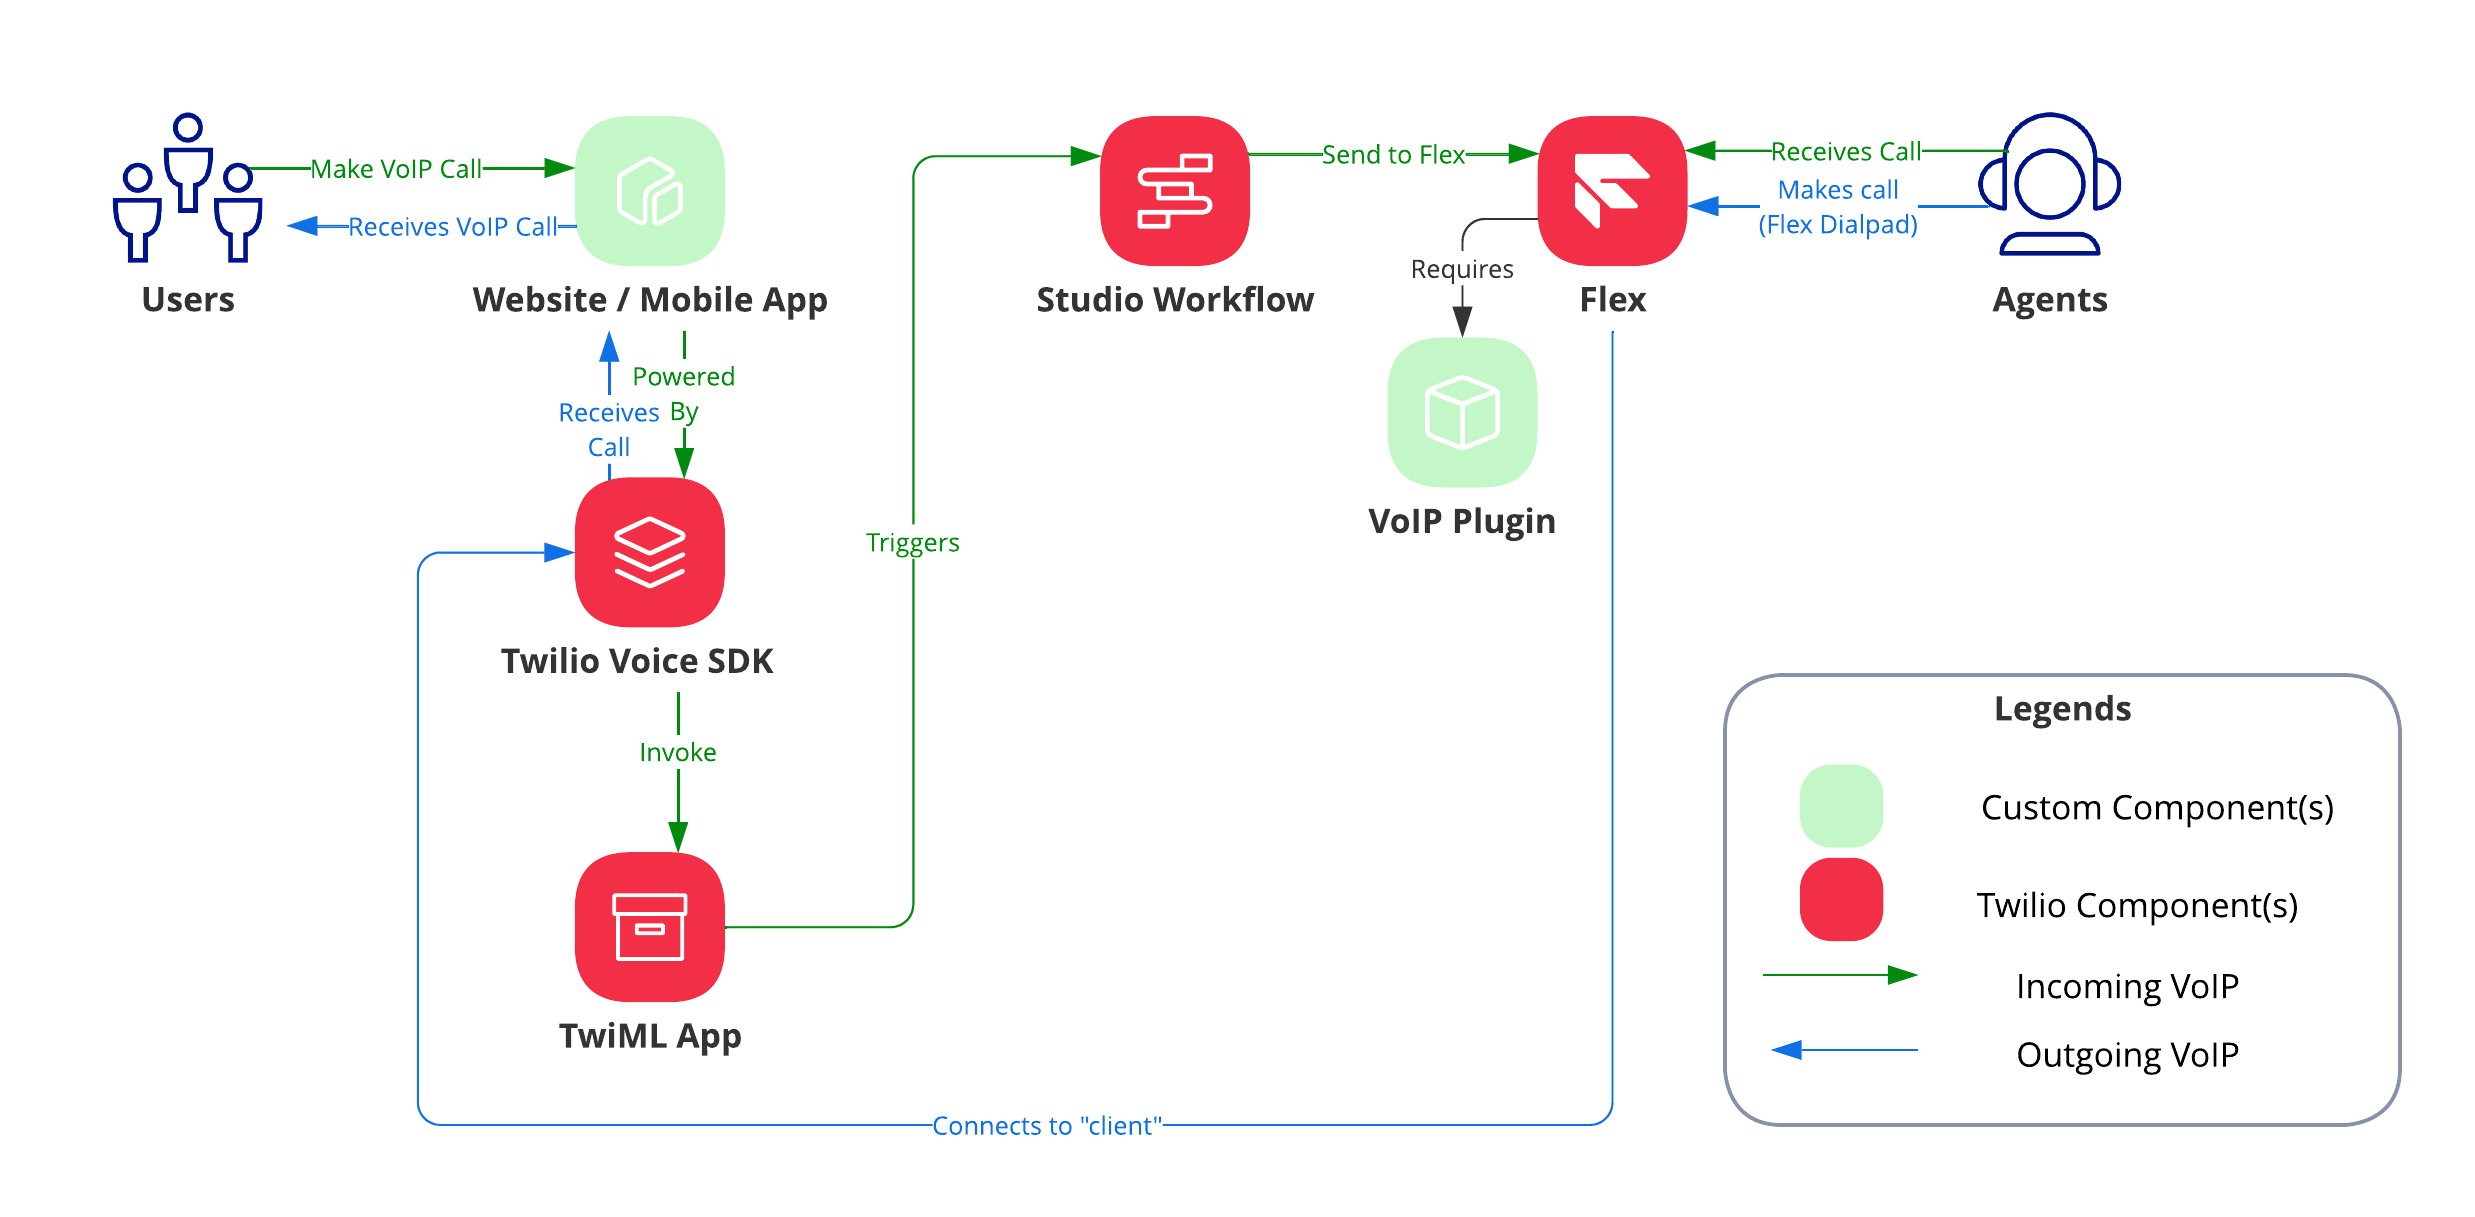 Make VoIP Call
Receives VoIP Call
Users
Website / Mobile App
Send to Flex
Receives Call
Makes call
(Flex Dialpad)
Requires
Studio Workflow
Flex
Agents
Powered
By
Receives
Call
VoIP Plugin
Triggers
Twilio Voice SDK
Invoke
TwiML App
Connects to "client"
Legends
Custom Component(s)
Twilio Component(s)
Incoming VoIP
Outgoing VoIP